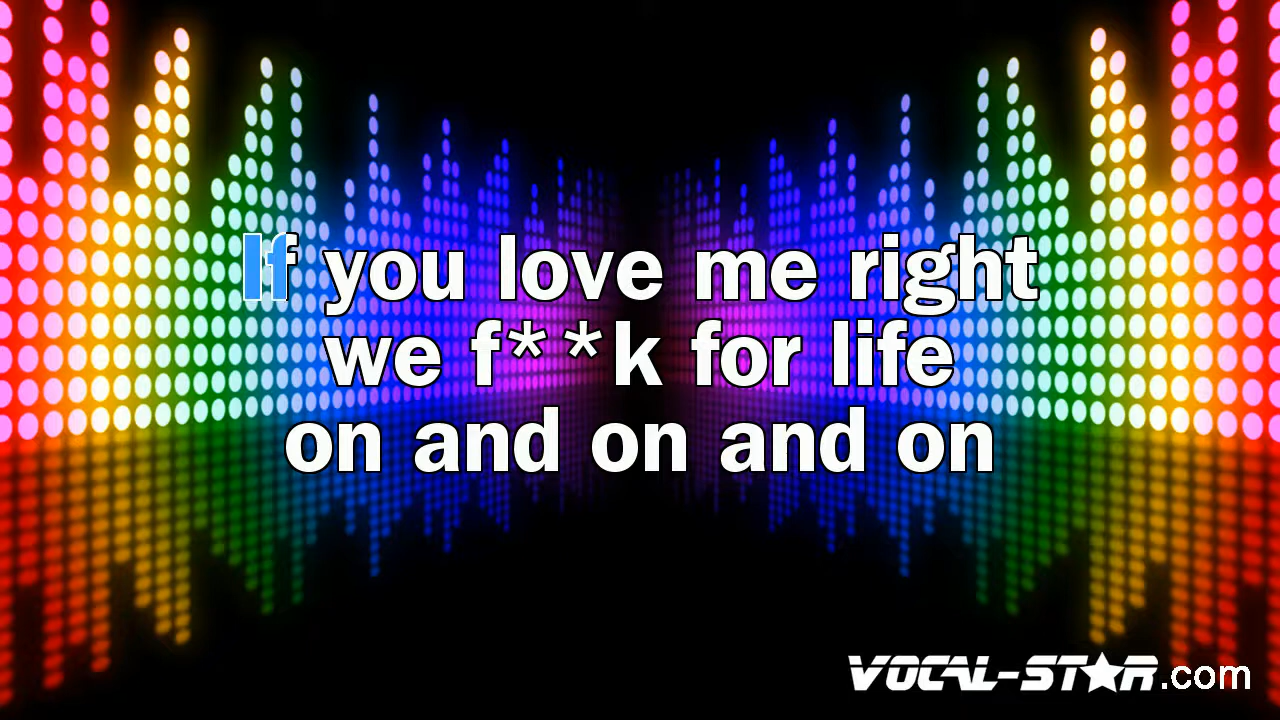 If you love me right
we f**k for life
on and on and on
VOCAL-STAR.com